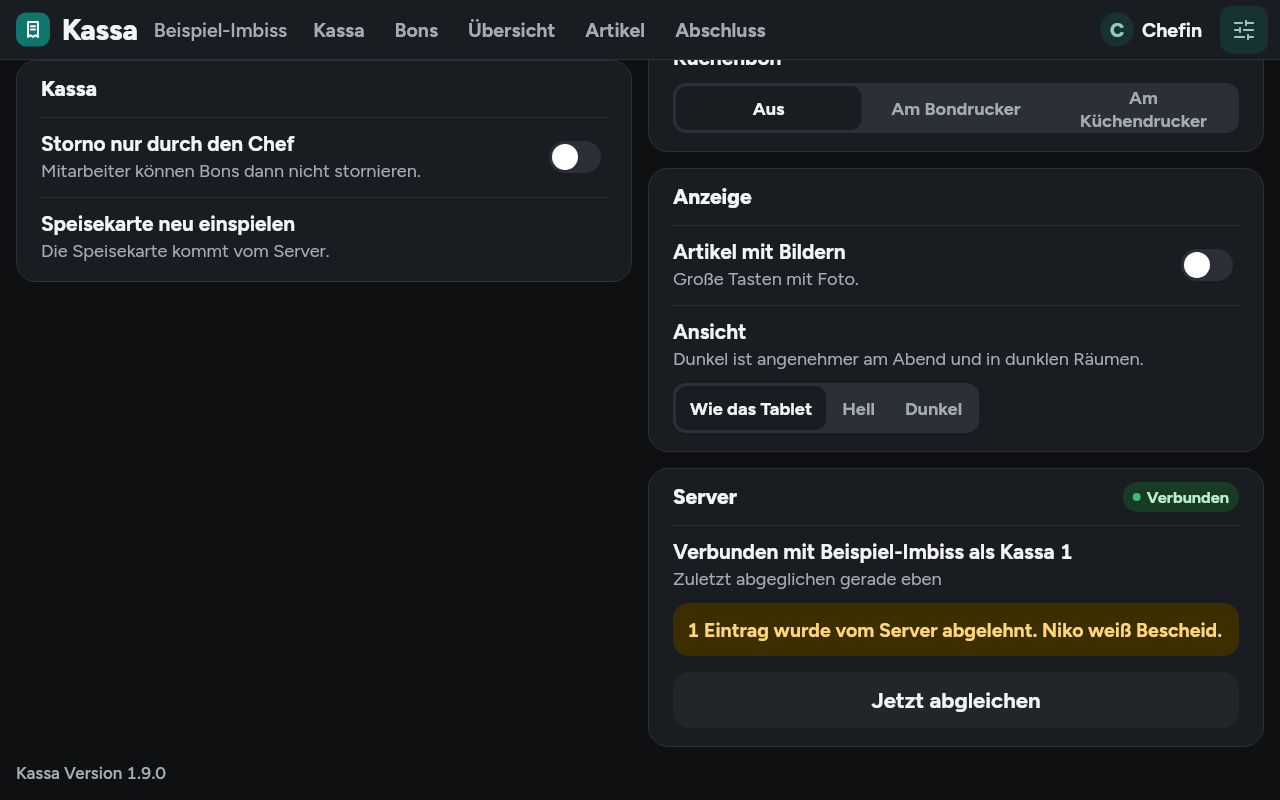 Kassa Beispiel-Imbiss Kassa Bons Übersicht Artikel Abschluss C Chefin
Kassa
Storno nur durch den Chef
Mitarbeiter können Bons dann nicht stornieren.
Speisekarte neu einspielen
Die Speisekarte kommt vom Server.
Küchenbon
Aus
Am Bondrucker
Am
Küchendrucker
Anzeige
Artikel mit Bildern
Große Tasten mit Foto.
Ansicht
Dunkel ist angenehmer am Abend und in dunklen Räumen.
Wie das Tablet Hell Dunkel
Server
Verbunden
Verbunden mit Beispiel-Imbiss als Kassa 1
Zuletzt abgeglichen gerade eben
1 Eintrag wurde vom Server abgelehnt. Niko weiß Bescheid.
Jetzt abgleichen
Kassa Version 1.9.0